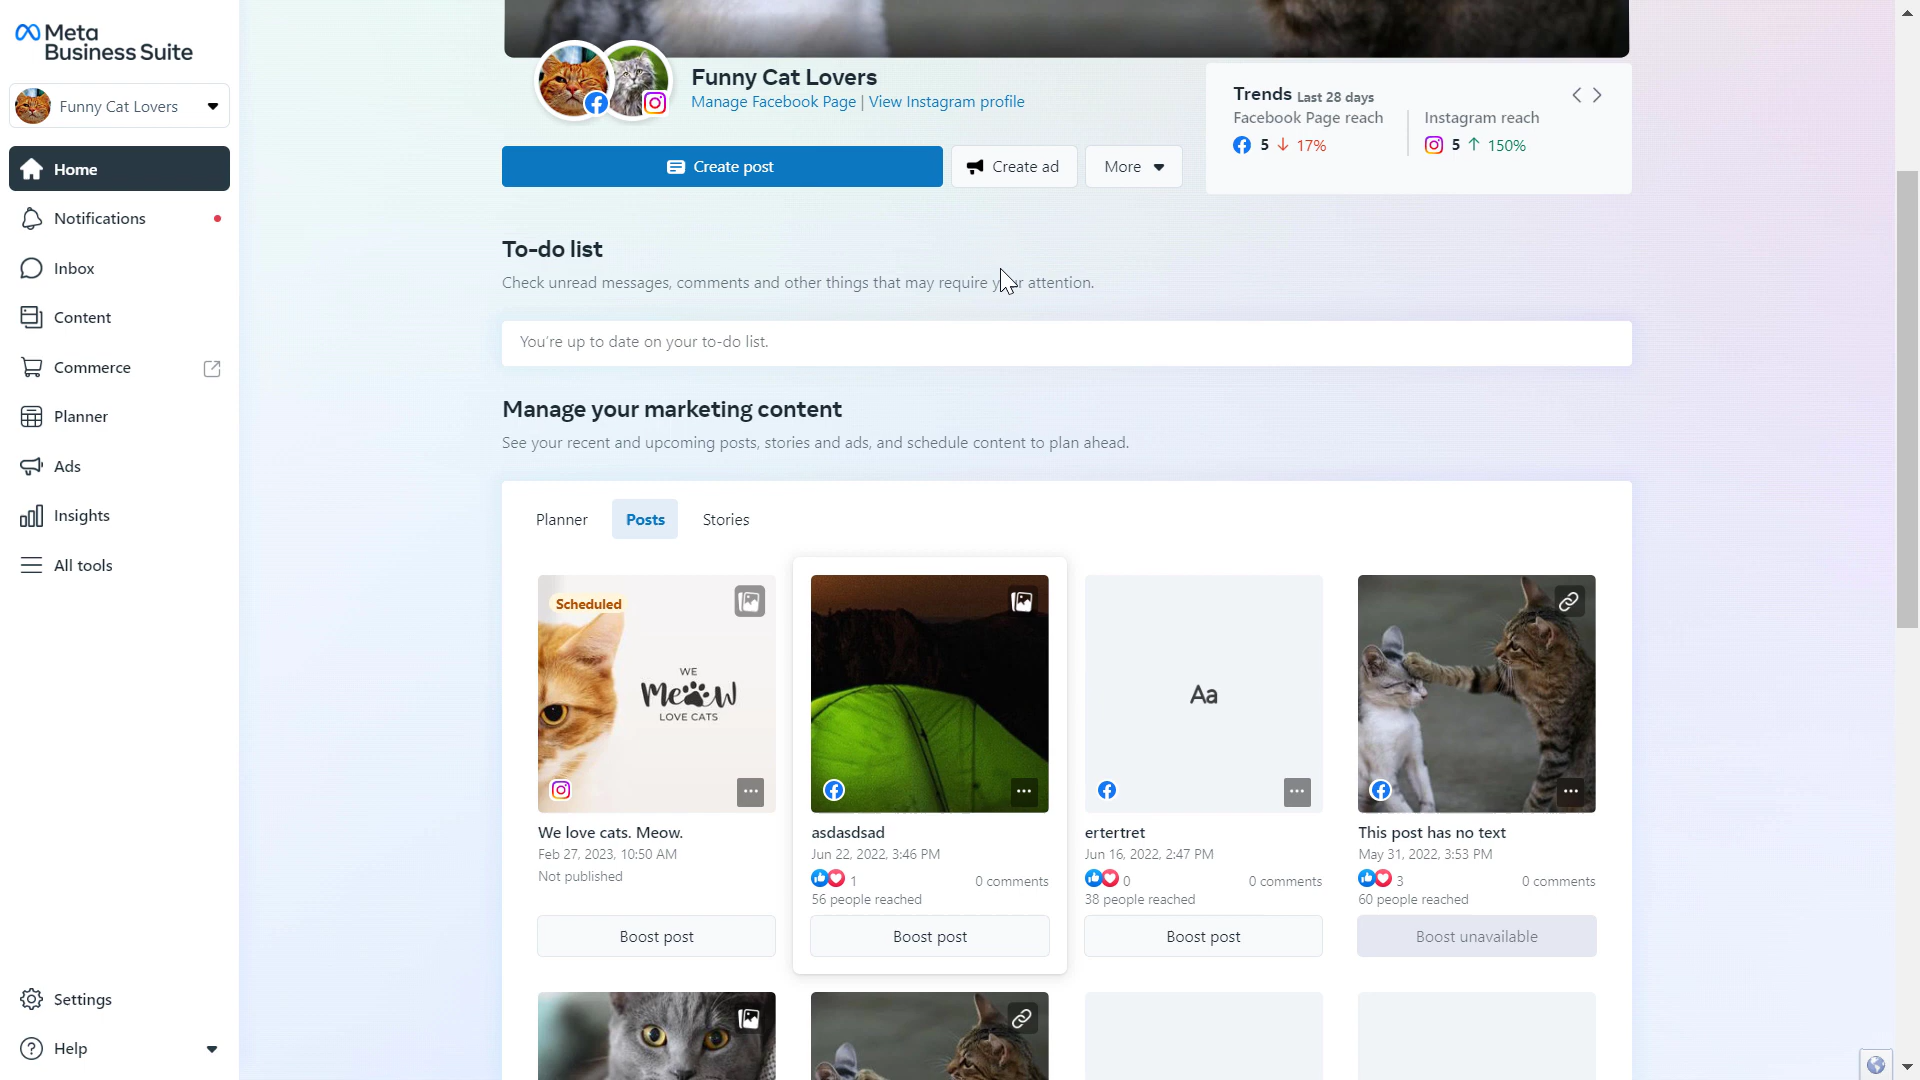 Meta
Business Suite
Funny Cat Lovers
Home
Notifications
Inbox
Content
Commerce
Planner
Ads
Insights
All tools
Settings
Help
Funny Cat Lovers
Manage Facebook Page | View Instagram profile
Create post
Create ad
More
Trends Last 28 days
Facebook Page reach
5 ↓ 17%
Instagram reach
5 ↑ 150%
To-do list
Check unread messages, comments and other things that may require your attention.
You're up to date on your to-do list.
Manage your marketing content
See your recent and upcoming posts, stories and ads, and schedule content to plan ahead.
Planner
Posts
Stories
Scheduled
WE
MeoW
LOVE CATS
We love cats. Meow.
Feb 27, 2023, 10:50 AM
Not published
Boost post
asdasdsad
Jun 22, 2022, 3:46 PM
1
0 comments
56 people reached
Boost post
Aa
ertertret
Jun 16, 2022, 2:47 PM
0
0 comments
38 people reached
Boost post
This post has no text
May 31, 2022, 3:53 PM
3
0 comments
60 people reached
Boost unavailable